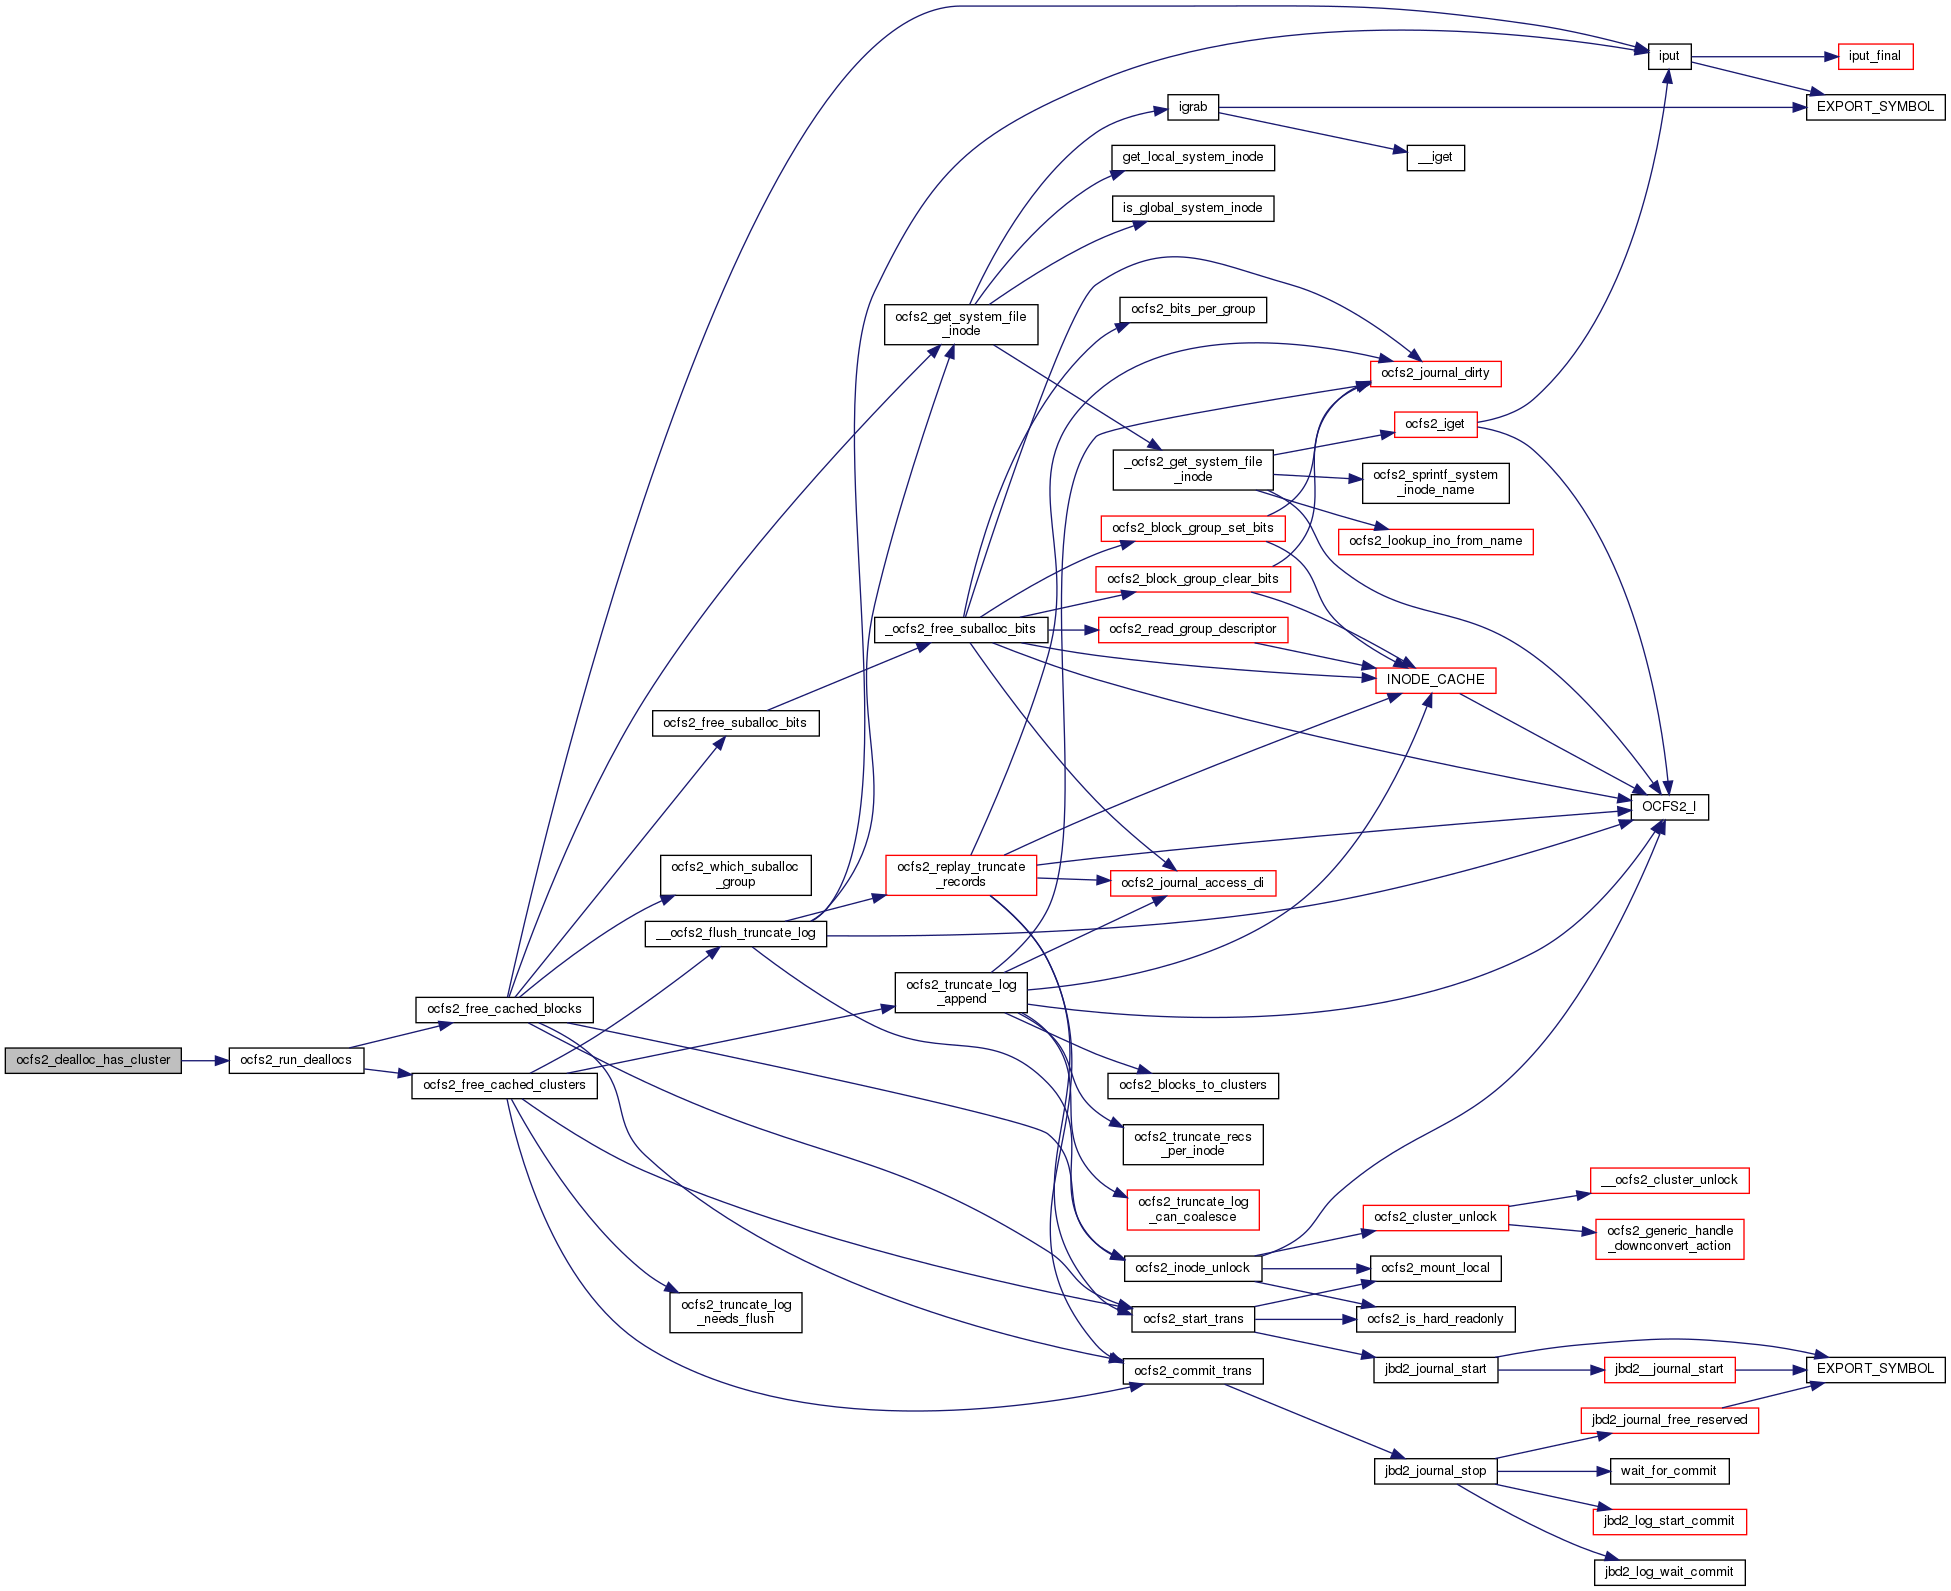 iput
iput_final
EXPORT_SYMBOL
igrab
get_local_system_inode
__iget
is_global_system_inode
ocfs2_bits_per_group
ocfs2_get_system_file
_inode
ocfs2_journal_dirty
ocfs2_iget
_ocfs2_get_system_file
_inode
ocfs2_sprintf_system
_inode_name
ocfs2_block_group_set_bits
ocfs2_lookup_ino_from_name
ocfs2_block_group_clear_bits
_ocfs2_free_suballoc_bits
ocfs2_read_group_descriptor
INODE_CACHE
ocfs2_free_suballoc_bits
OCFS2_I
ocfs2_which_suballoc
_group
ocfs2_replay_truncate
_records
ocfs2_journal_access_di
__ocfs2_flush_truncate_log
ocfs2_truncate_log
_append
ocfs2_free_cached_blocks
ocfs2_dealloc_has_cluster
ocfs2_run_deallocs
ocfs2_free_cached_clusters
ocfs2_blocks_to_clusters
ocfs2_truncate_recs
_per_inode
ocfs2_truncate_log
_can_coalesce
__ocfs2_cluster_unlock
ocfs2_cluster_unlock
ocfs2_generic_handle
_downconvert_action
ocfs2_inode_unlock
ocfs2_mount_local
ocfs2_truncate_log
_needs_flush
ocfs2_start_trans
ocfs2_is_hard_readonly
ocfs2_commit_trans
jbd2_journal_start
jbd2__journal_start
EXPORT_SYMBOL
jbd2_journal_free_reserved
jbd2_journal_stop
wait_for_commit
jbd2_log_start_commit
jbd2_log_wait_commit